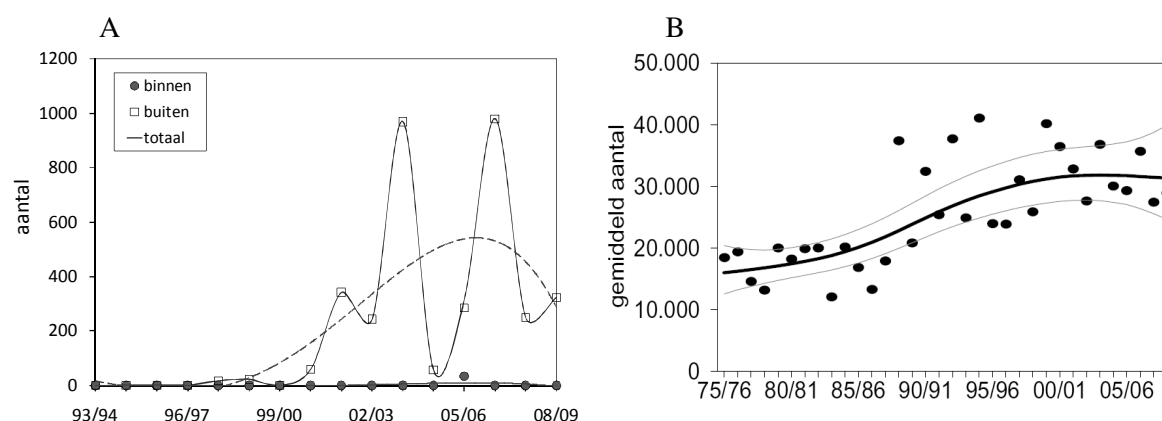 A
aantal
1200
1000
800
600
400
200
0
binnen
buiten
totaal
93/94 96/97 99/00 02/03 05/06 08/09
B
gemiddeld aantal
50.000
40.000
30.000
20.000
10.000
0
75/76 80/81 85/86 90/91 95/96 00/01 05/06